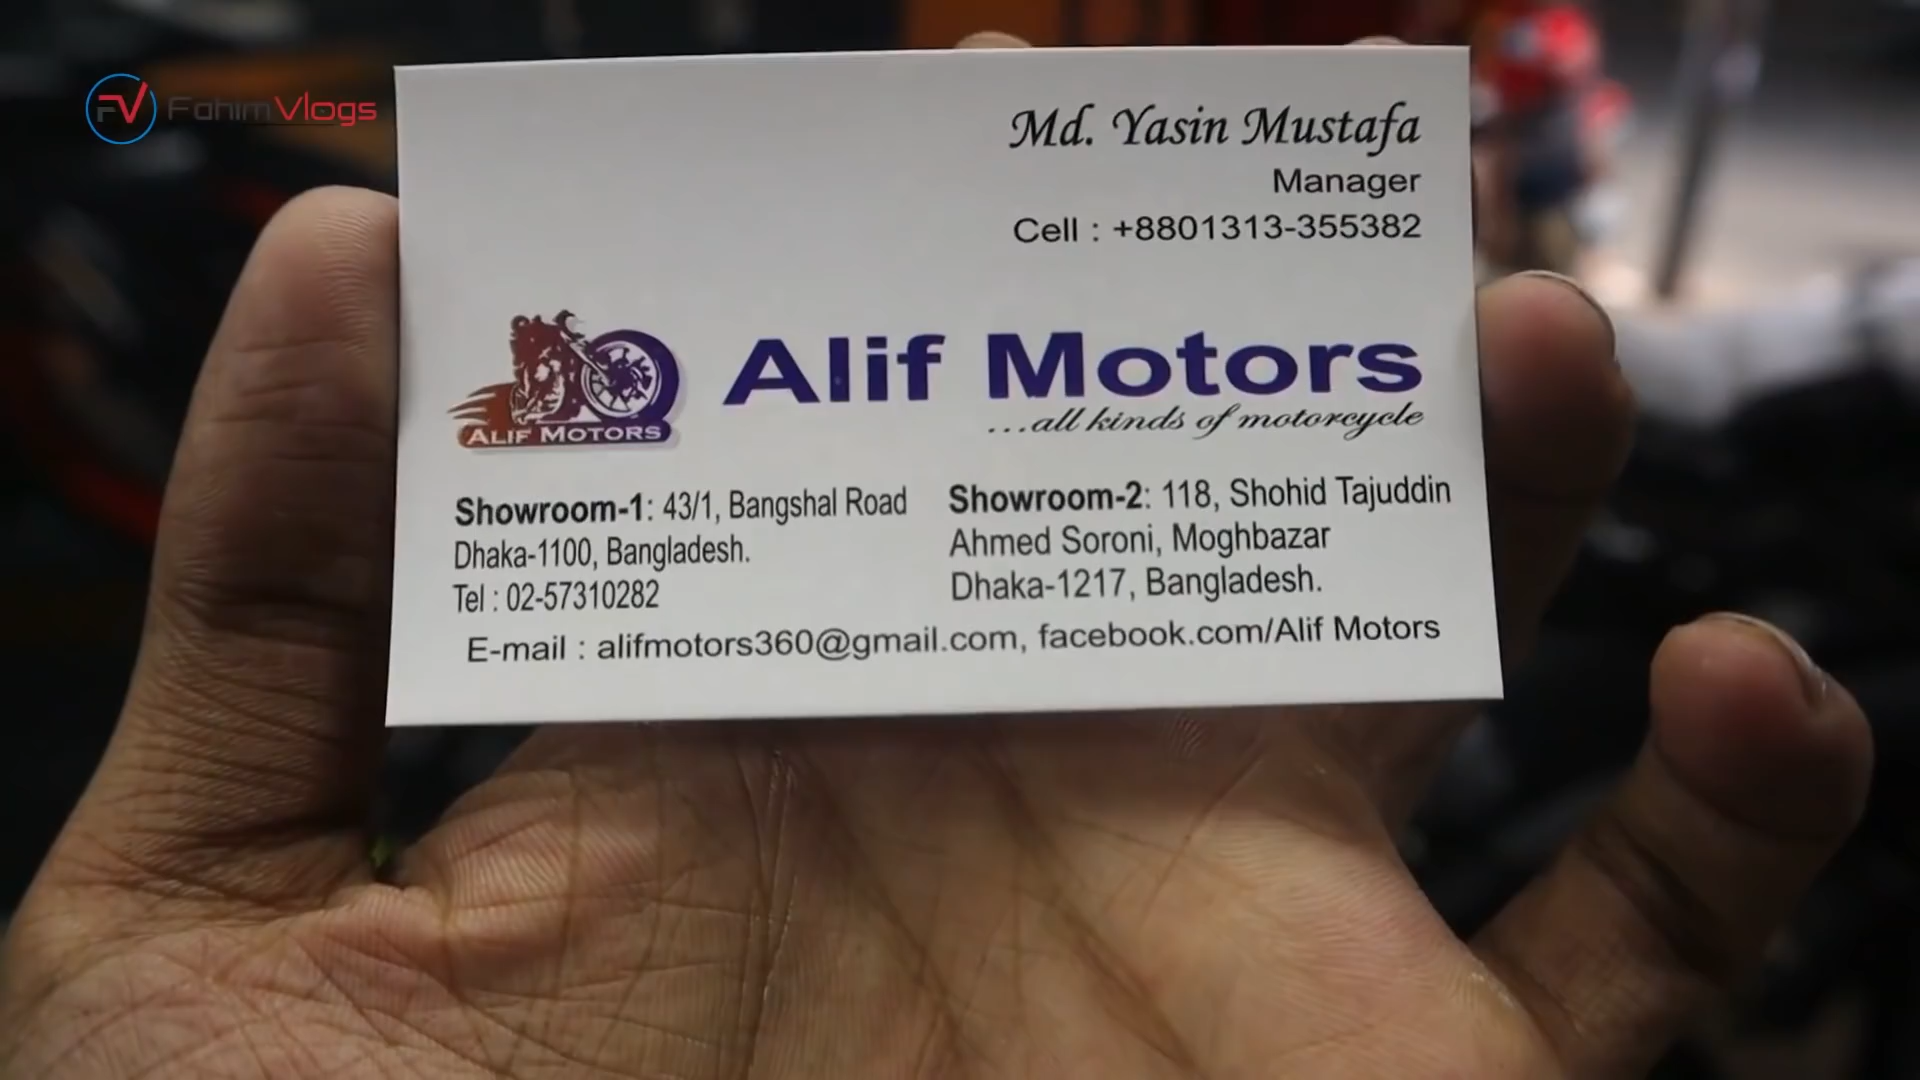 FV FahimVlogs
Md. Yasin Mustafa
Manager
Cell : +8801313-355382
ALIF MOTORS
Alif Motors
...all kinds of motorcycle
Showroom-1: 43/1, Bangshal Road
Dhaka-1100, Bangladesh.
Tel : 02-57310282
Showroom-2: 118, Shohid Tajuddin
Ahmed Soroni, Moghbazar
Dhaka-1217, Bangladesh.
E-mail : alifmotors360@gmail.com, facebook.com/Alif Motors